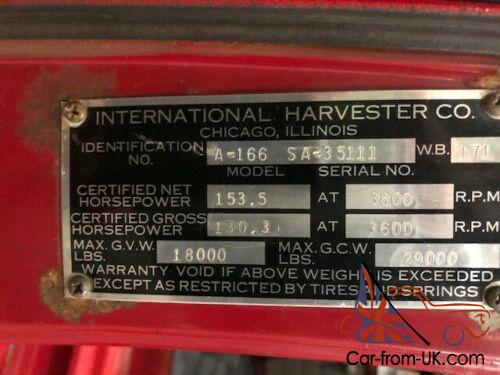 INTERNATIONAL HARVESTER CO.
CHICAGO, ILLINOIS
IDENTIFICATION NO. A-166 SA-35111 W.B. 171
MODEL SERIAL NO.
CERTIFIED NET HORSEPOWER 153.5 AT 3800 R.P.M
CERTIFIED GROSS HORSEPOWER 130.3 AT 3600 R.P.M
MAX. G.V.W. LBS. 18000 MAX. G.C.W. LBS. 29000
WARRANTY VOID IF ABOVE WEIGHT IS EXCEEDED
EXCEPT AS RESTRICTED BY TIRES AND SPRINGS
Car-from-UK.com